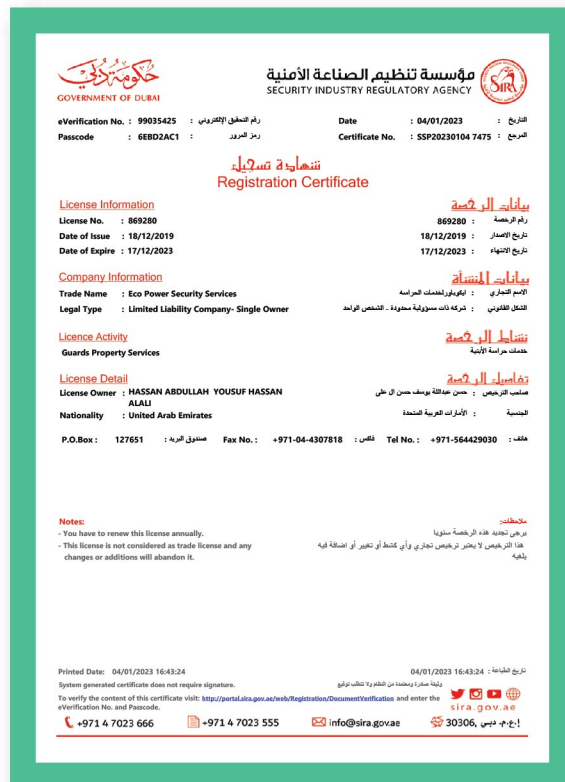 حكومة دبي
GOVERNMENT OF DUBAI
مؤسسة تنظيم الصناعة الأمنية
SECURITY INDUSTRY REGULATORY AGENCY
SIRA
eVerification No. : 99035425 : رقم التحقيق الإلكتروني
Date : 04/01/2023 : التاريخ
Passcode : 6EBD2AC1 : رمز المرور
Certificate No. : SSP20230104 7475 : المرجع
شهادة تسجيل
Registration Certificate
License Information
بيانات الرخصة
License No. : 869280
869280 : رقم الرخصة
Date of Issue : 18/12/2019
18/12/2019 : تاريخ الاصدار
Date of Expire : 17/12/2023
17/12/2023 : تاريخ الانتهاء
Company Information
بيانات المنشأة
Trade Name : Eco Power Security Services
الاسم التجاري : ايكوباورلخدمات الحراسه
Legal Type : Limited Liability Company- Single Owner
الشكل القانوني : شركه ذات مسؤولية محدودة - الشخص الواحد
Licence Activity
نشاط الرخصة
Guards Property Services
خدمات حراسة الأبنية
License Detail
تفاصيل الرخصة
License Owner : HASSAN ABDULLAH YOUSUF HASSAN
ALALI
صاحب الترخيص : حسن عبدالله يوسف حسن ال على
Nationality : United Arab Emirates
الجنسية : الأمارات العربية المتحدة
P.O.Box : 127651 : صندوق البريد Fax No. : +971-04-4307818 : فاكس Tel No. : +971-564429030 : هاتف
Notes:
- You have to renew this license annually.
- This license is not considered as trade license and any
changes or additions will abandon it.
ملاحظات:
يرجى تجديد هذه الرخصة سنويا
هذا الترخيص لا يعتبر ترخيص تجاري وأي كشط أو تغيير أو اضافة فيه
يلغيه
Printed Date: 04/01/2023 16:43:24
04/01/2023 16:43:24 : تاريخ الطباعة
System generated certificate does not require signature.
وثيقة صادرة ومعتمدة من النظام ولا تتطلب توقيع
To verify the content of this certificate visit: http://portal.sira.gov.ae/web/Registration/DocumentVerification and enter the
eVerification No. and Passcode.
sira.gov.ae
+971 4 7023 666
+971 4 7023 555
info@sira.gov.ae
30306, دبي, إ.ع.م.